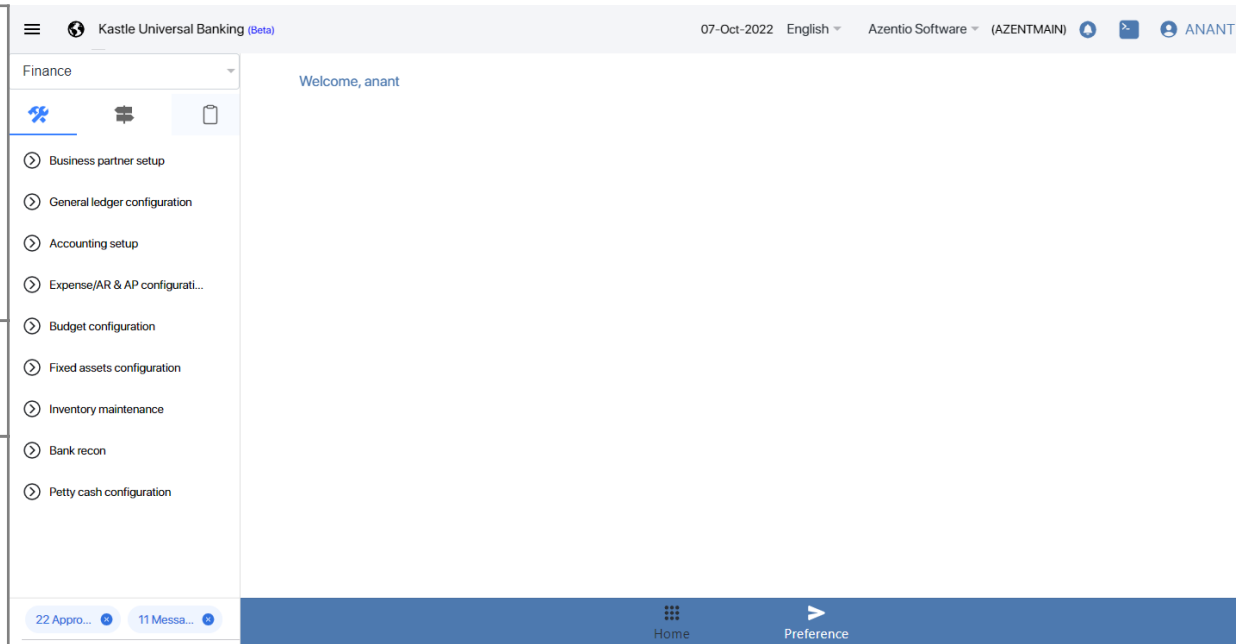 Kastle Universal Banking (Beta)
07-Oct-2022 English Azentio Software (AZENTMAIN) ANANT
Finance
Welcome, anant
Business partner setup
General ledger configuration
Accounting setup
Expense/AR & AP configurati...
Budget configuration
Fixed assets configuration
Inventory maintenance
Bank recon
Petty cash configuration
22 Appro... 11 Messa...
Home Preference